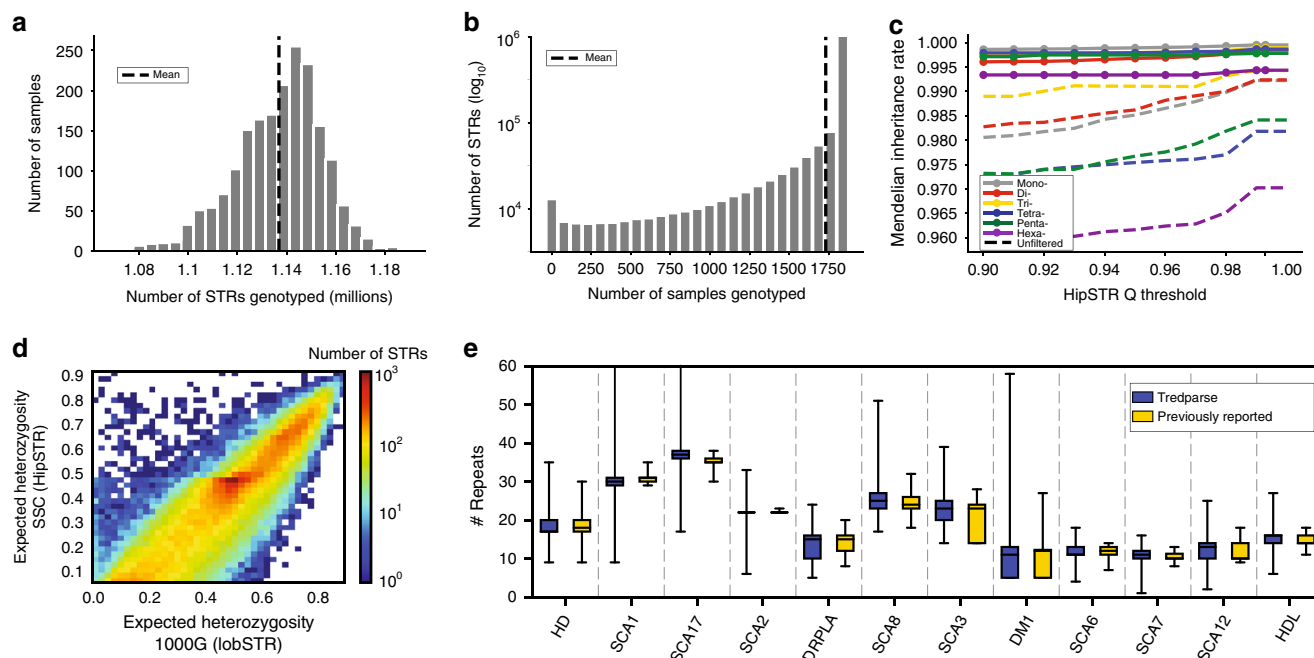 a
250
200
150
100
50
0
Number of samples
Mean
1.08 1.1 1.12 1.14 1.16 1.18
Number of STRs genotyped (millions)
b
10^6
10^5
10^4
Number of STRs (log10)
Mean
0 250 500 750 1000 1250 1500 1750
Number of samples genotyped
c
1.000
0.995
0.990
0.985
0.980
0.975
0.970
0.965
0.960
Mendelian inheritance rate
Mono-
Di-
Tri-
Tetra-
Penta-
Hexa-
Unfiltered
0.90 0.92 0.94 0.96 0.98 1.00
HipSTR Q threshold
d
Number of STRs
10^3
10^2
10^1
10^0
0.9
0.8
0.7
0.6
0.5
0.4
0.3
0.2
0.1
Expected heterozygosity
SSC (HipSTR)
0.0 0.2 0.4 0.6 0.8
Expected heterozygosity
1000G (lobSTR)
e
60
50
40
30
20
10
0
# Repeats
Tredparse
Previously reported
HD SCA1 SCA17 SCA2 DRPLA SCA8 SCA3 DM1 SCA6 SCA7 SCA12 HDL